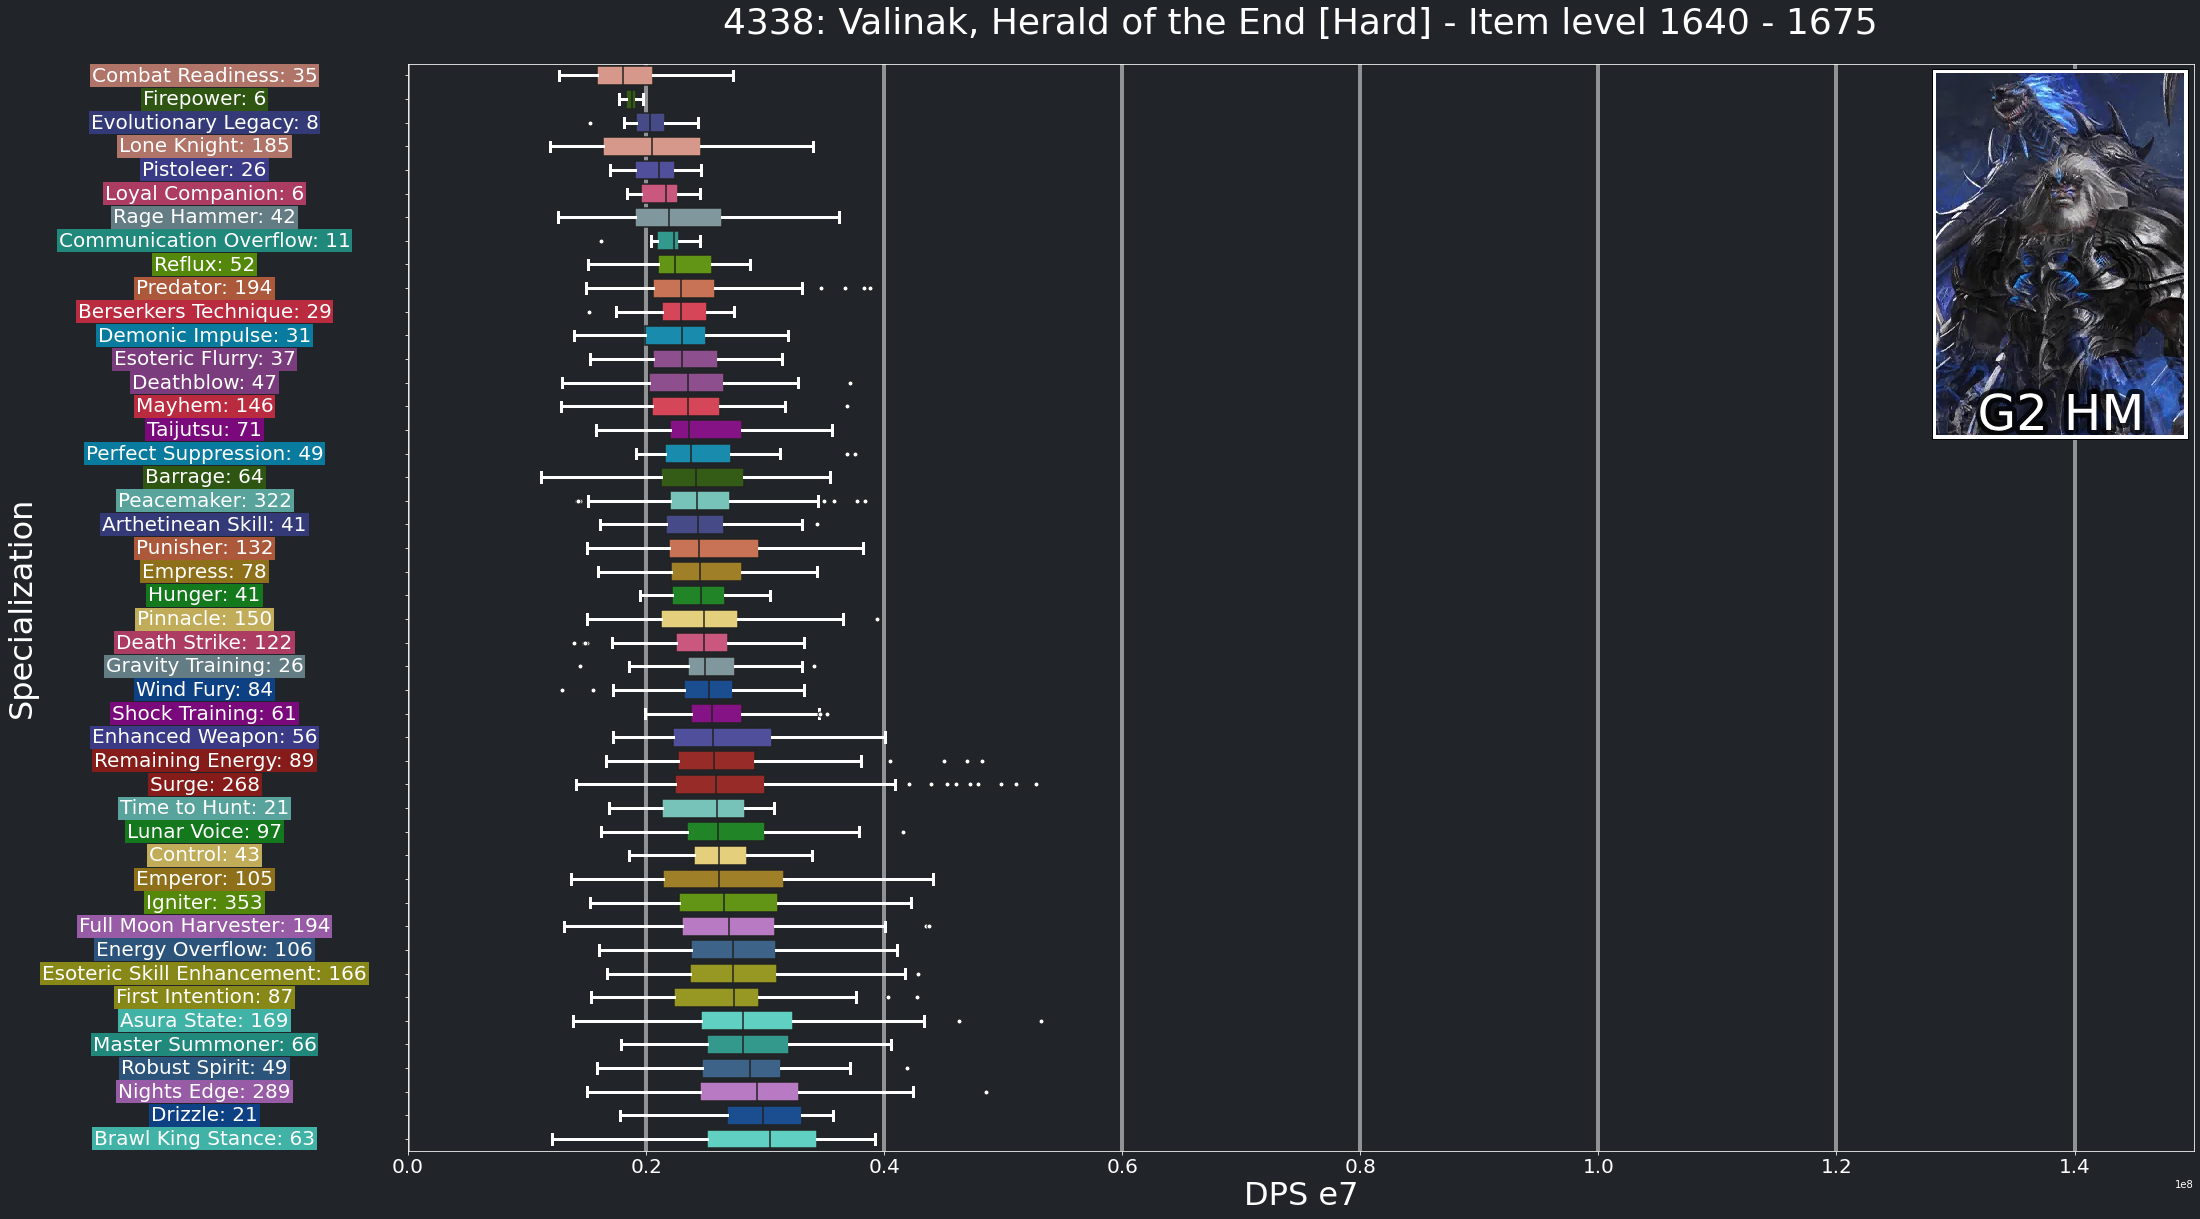 4338: Valinak, Herald of the End [Hard] - Item level 1640 - 1675
Combat Readiness: 35
Firepower: 6
Evolutionary Legacy: 8
Lone Knight: 185
Pistoleer: 26
Loyal Companion: 6
Rage Hammer: 42
Communication Overflow: 11
Reflux: 52
Predator: 194
Berserkers Technique: 29
Demonic Impulse: 31
Esoteric Flurry: 37
Deathblow: 47
Mayhem: 146
Taijutsu: 71
Perfect Suppression: 49
Barrage: 64
Peacemaker: 322
Arthetinean Skill: 41
Punisher: 132
Empress: 78
Hunger: 41
Pinnacle: 150
Death Strike: 122
Gravity Training: 26
Wind Fury: 84
Shock Training: 61
Enhanced Weapon: 56
Remaining Energy: 89
Surge: 268
Time to Hunt: 21
Lunar Voice: 97
Control: 43
Emperor: 105
Igniter: 353
Full Moon Harvester: 194
Energy Overflow: 106
Esoteric Skill Enhancement: 166
First Intention: 87
Asura State: 169
Master Summoner: 66
Robust Spirit: 49
Nights Edge: 289
Drizzle: 21
Brawl King Stance: 63
Specialization
G2 HM
0.0 0.2 0.4 0.6 0.8 1.0 1.2 1.4
1e8
DPS e7